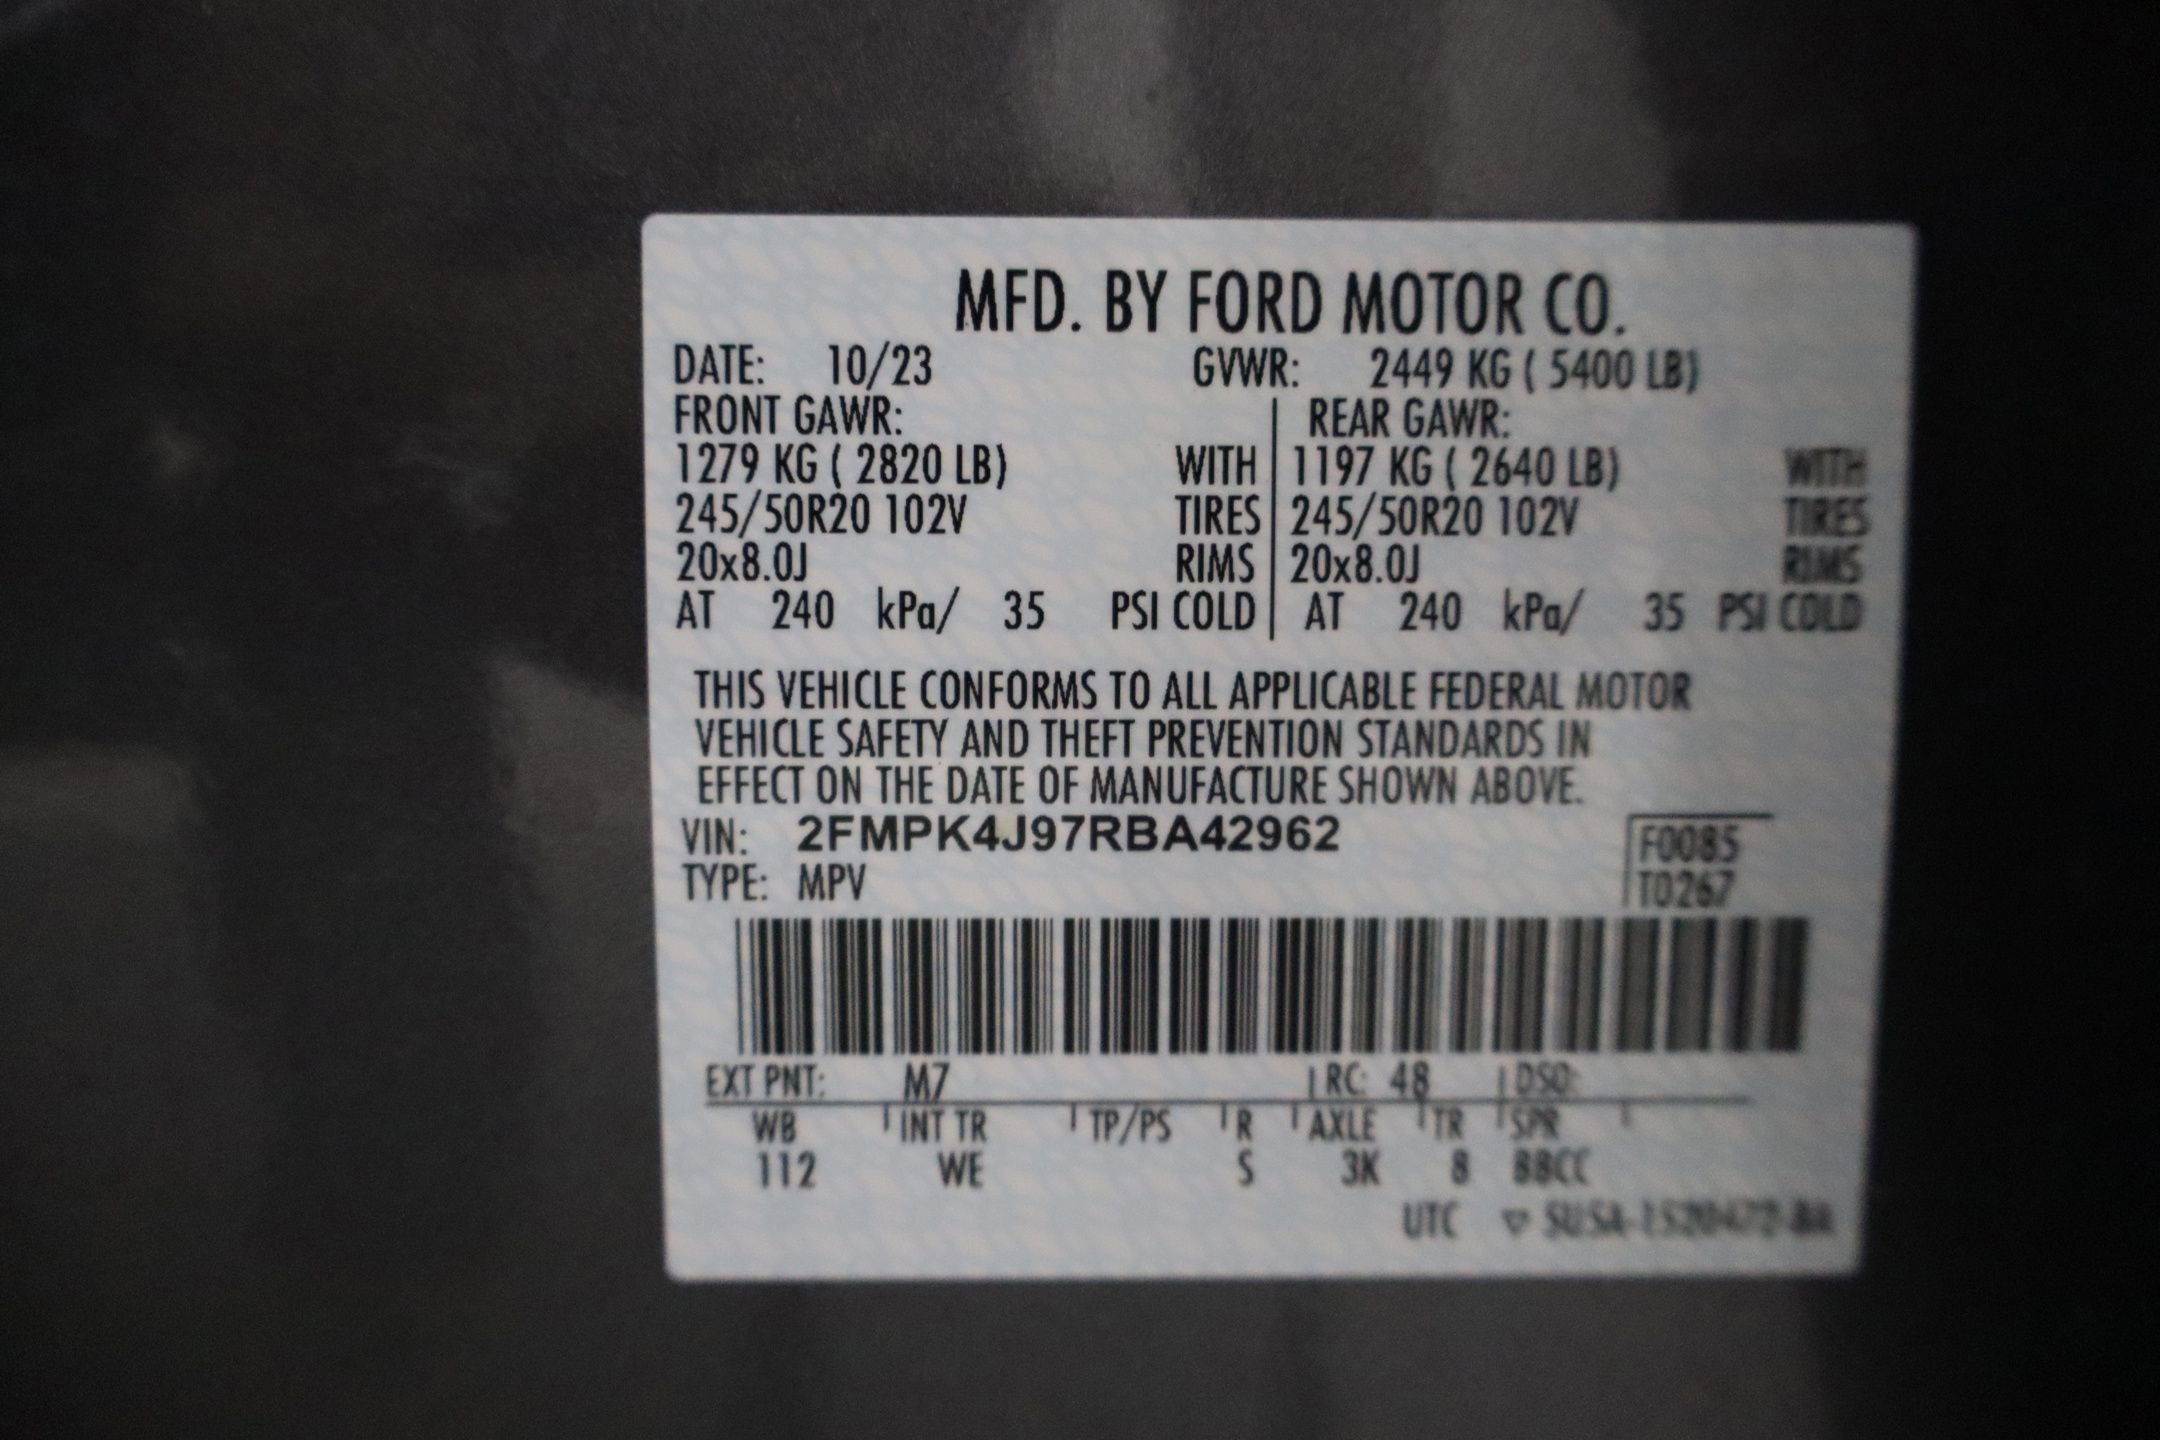 MFD. BY FORD MOTOR CO.
DATE: 10/23 GVWR: 2449 KG ( 5400 LB)
FRONT GAWR: REAR GAWR:
1279 KG ( 2820 LB) WITH 1197 KG ( 2640 LB) WITH
245/50R20 102V TIRES 245/50R20 102V TIRES
20x8.0J RIMS 20x8.0J RIMS
AT 240 kPa/ 35 PSI COLD AT 240 kPa/ 35 PSI COLD
THIS VEHICLE CONFORMS TO ALL APPLICABLE FEDERAL MOTOR
VEHICLE SAFETY AND THEFT PREVENTION STANDARDS IN
EFFECT ON THE DATE OF MANUFACTURE SHOWN ABOVE.
VIN: 2FMPK4J97RBA42962 F0085
TYPE: MPV T0267
EXT PNT: M7 RC: 48 DSO:
WB INT TR TP/PS R AXLE TR SPR
112 WE S 3K 8 BBCC
UTC